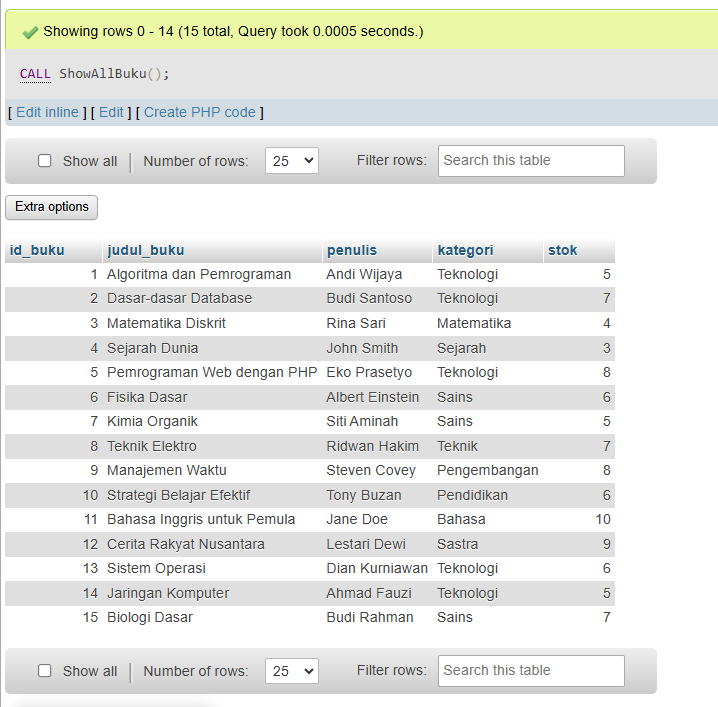 Showing rows 0 - 14 (15 total, Query took 0.0005 seconds.)
CALL ShowAllBuku();
[ Edit inline ] [ Edit ] [ Create PHP code ]
Show all | Number of rows: 25 Filter rows: Search this table
Extra options
id_buku judul_buku penulis kategori stok
1 Algoritma dan Pemrograman Andi Wijaya Teknologi 5
2 Dasar-dasar Database Budi Santoso Teknologi 7
3 Matematika Diskrit Rina Sari Matematika 4
4 Sejarah Dunia John Smith Sejarah 3
5 Pemrograman Web dengan PHP Eko Prasetyo Teknologi 8
6 Fisika Dasar Albert Einstein Sains 6
7 Kimia Organik Siti Aminah Sains 5
8 Teknik Elektro Ridwan Hakim Teknik 7
9 Manajemen Waktu Steven Covey Pengembangan 8
10 Strategi Belajar Efektif Tony Buzan Pendidikan 6
11 Bahasa Inggris untuk Pemula Jane Doe Bahasa 10
12 Cerita Rakyat Nusantara Lestari Dewi Sastra 9
13 Sistem Operasi Dian Kurniawan Teknologi 6
14 Jaringan Komputer Ahmad Fauzi Teknologi 5
15 Biologi Dasar Budi Rahman Sains 7
Show all | Number of rows: 25 Filter rows: Search this table